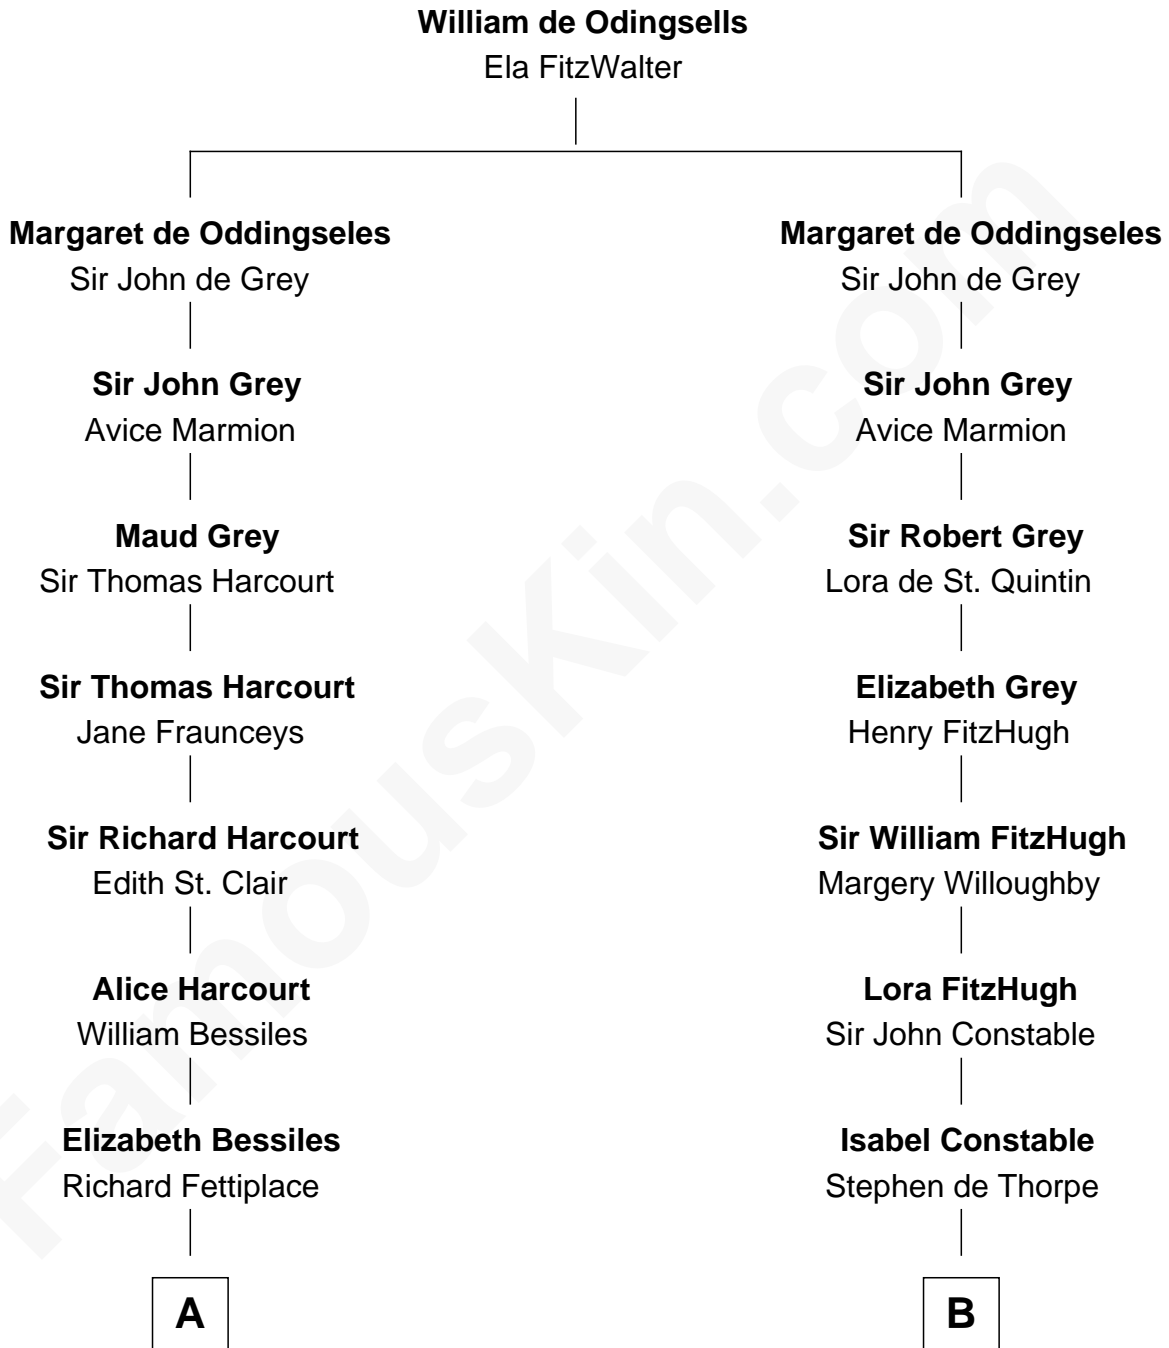 William de Odingsells
Ela FitzWalter
Margaret de Oddingseles
Sir John de Grey
Margaret de Oddingseles
Sir John de Grey
Sir John Grey
Avice Marmion
Sir John Grey
Avice Marmion
Maud Grey
Sir Thomas Harcourt
Sir Robert Grey
Lora de St. Quintin
Sir Thomas Harcourt
Jane Fraunceys
Elizabeth Grey
Henry FitzHugh
Sir Richard Harcourt
Edith St. Clair
Sir William FitzHugh
Margery Willoughby
Alice Harcourt
William Bessiles
Lora FitzHugh
Sir John Constable
Elizabeth Bessiles
Richard Fettiplace
Isabel Constable
Stephen de Thorpe
A
B
FamousKin.com